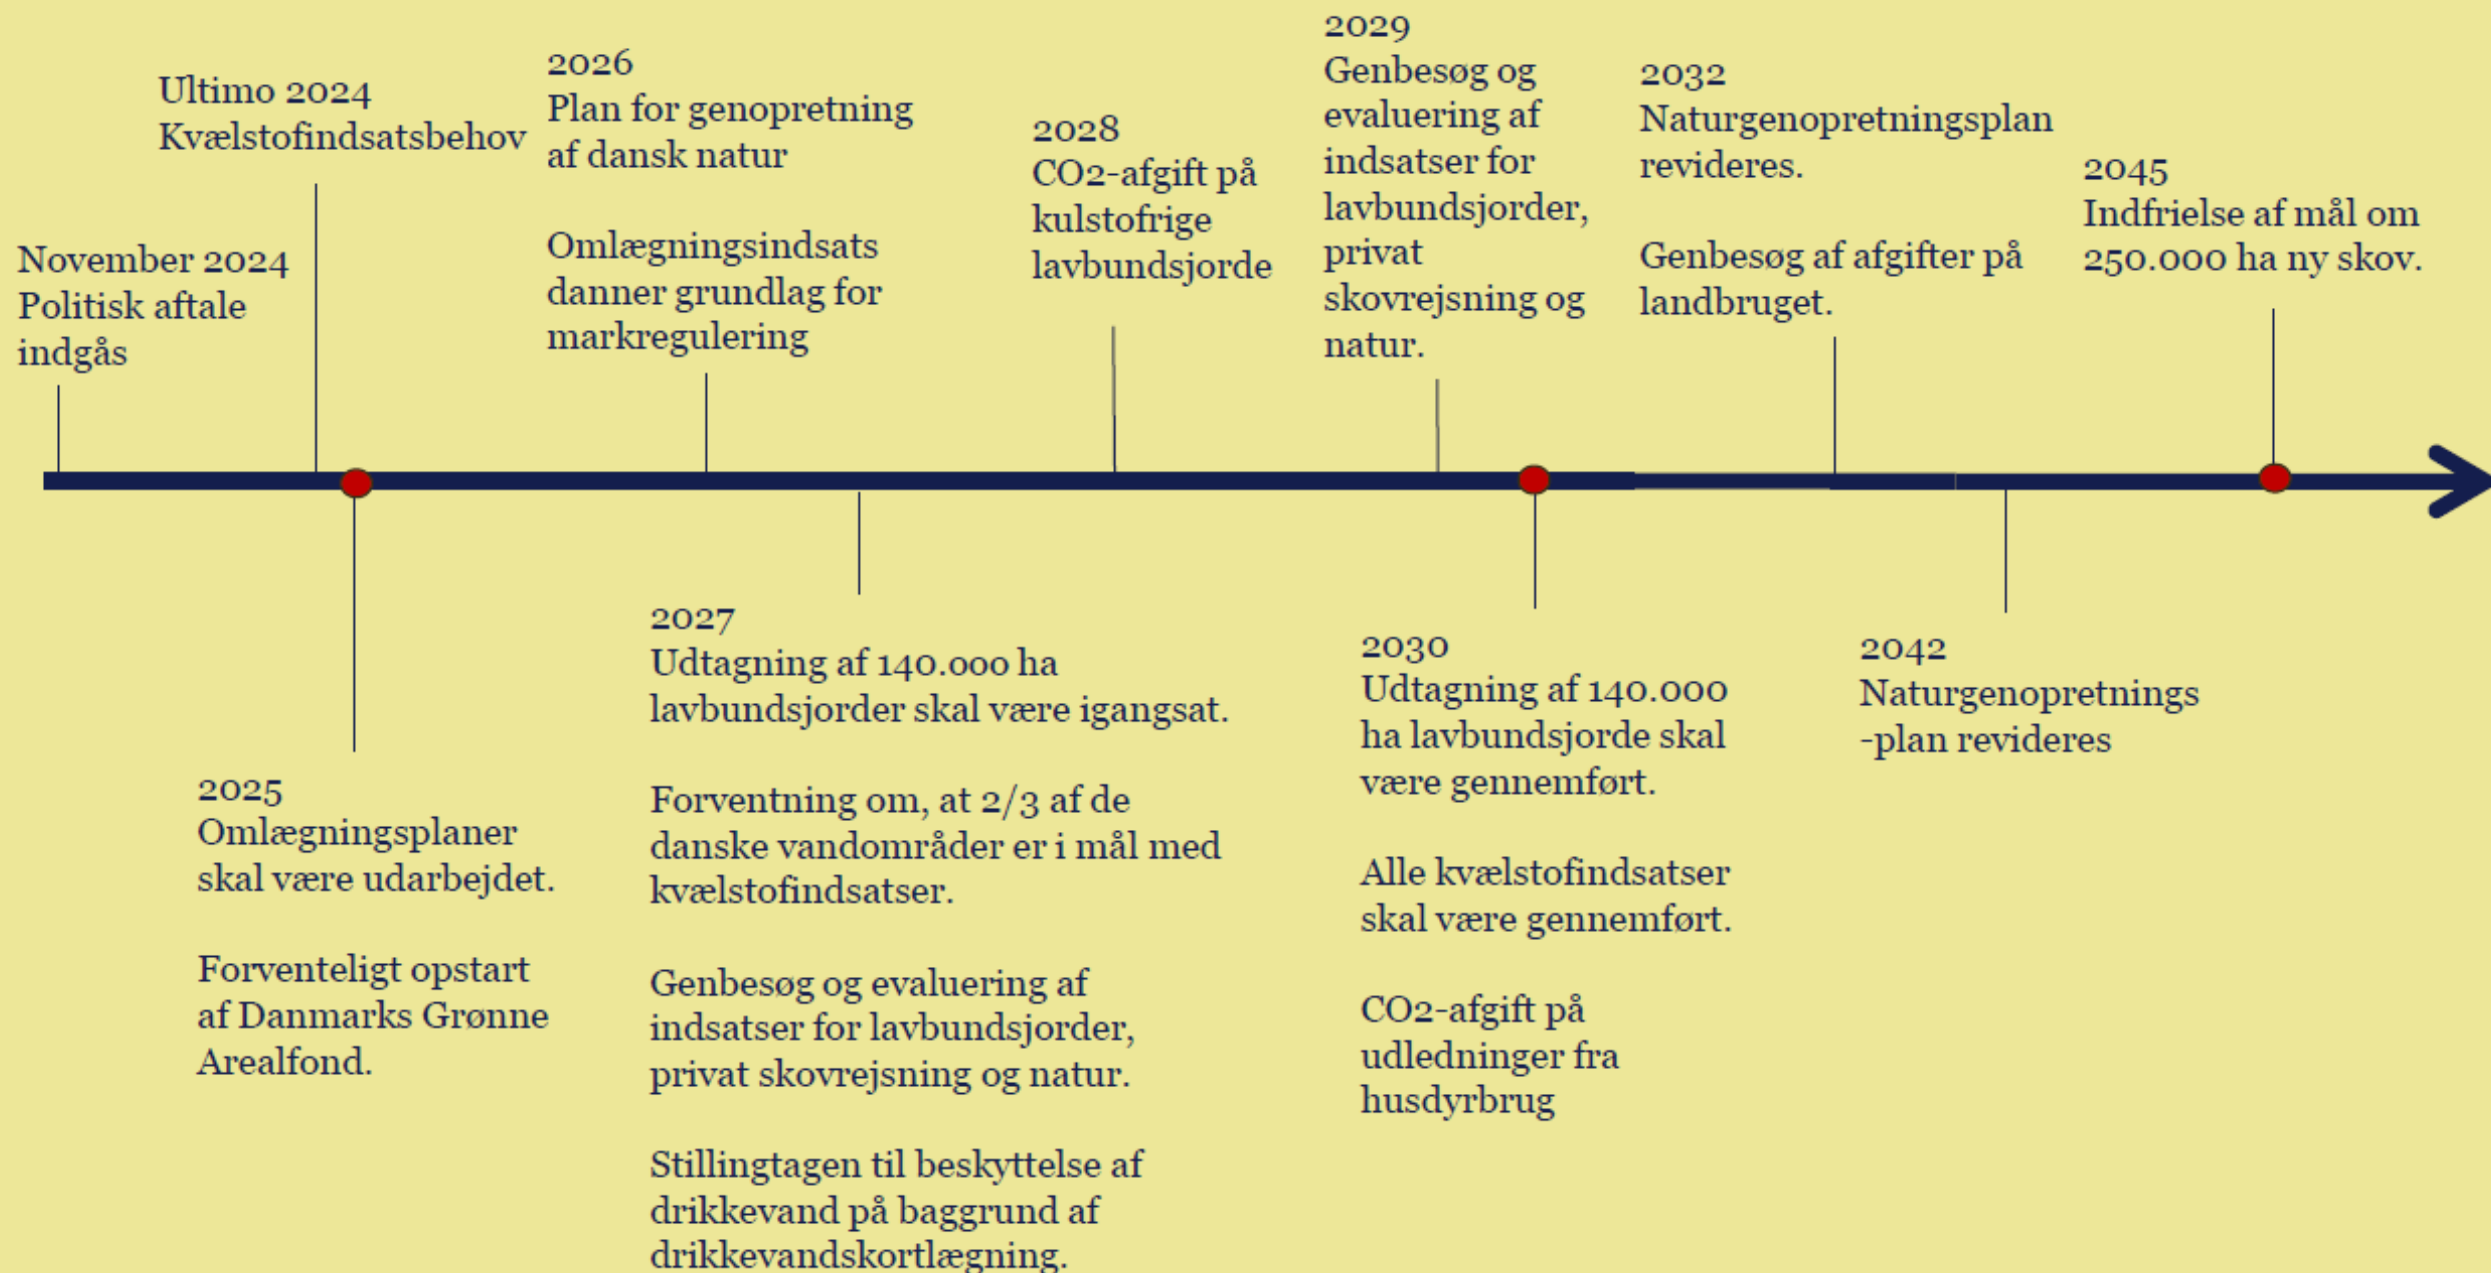 November 2024
Politisk aftale
indgås
Ultimo 2024
Kvælstofindsatsbehov
2025
Omlægningsplaner
skal være udarbejdet.
Forventeligt opstart
af Danmarks Grønne
Arealfond.
2026
Plan for genopretning
af dansk natur
Omlægningsindsats
danner grundlag for
markregulering
2027
Udtagning af 140.000 ha
lavbundsjorder skal være igangsat.
Forventning om, at 2/3 af de
danske vandområder er i mål med
kvælstofindsatser.
Genbesøg og evaluering af
indsatser for lavbundsjorder,
privat skovrejsning og natur.
Stillingtagen til beskyttelse af
drikkevand på baggrund af
drikkevandskortlægning.
2028
CO2-afgift på
kulstofrige
lavbundsjorde
2029
Genbesøg og
evaluering af
indsatser for
lavbundsjorder,
privat
skovrejsning og
natur.
2030
Udtagning af 140.000
ha lavbundsjorde skal
være gennemført.
Alle kvælstofindsatser
skal være gennemført.
CO2-afgift på
udledninger fra
husdyrbrug
2032
Naturgenopretningsplan
revideres.
Genbesøg af afgifter på
landbruget.
2042
Naturgenopretnings
-plan revideres
2045
Indfrielse af mål om
250.000 ha ny skov.